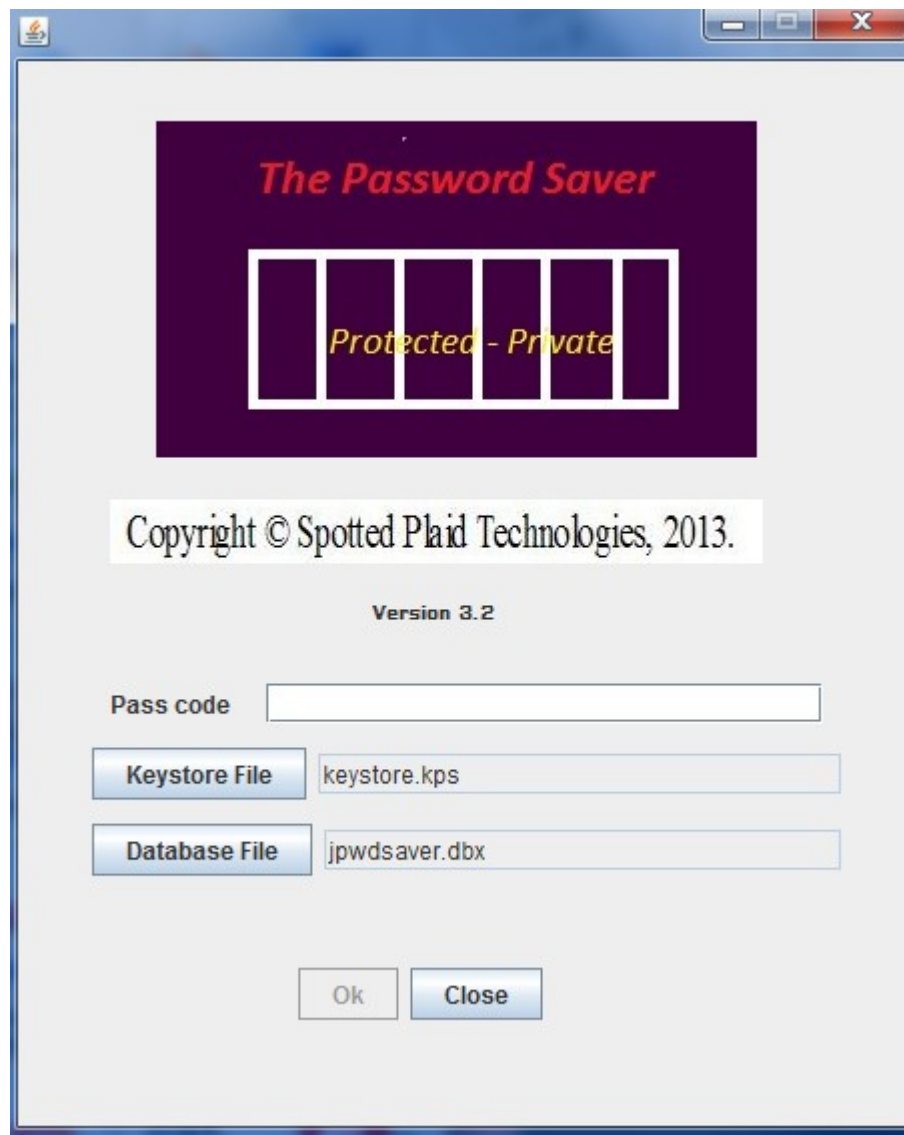 The Password Saver
Protected - Private
Copyright © Spotted Plaid Technologies, 2013.
Version 3.2
Pass code
Keystore File keystore.kps
Database File jpwdsaver.dbx
Ok Close